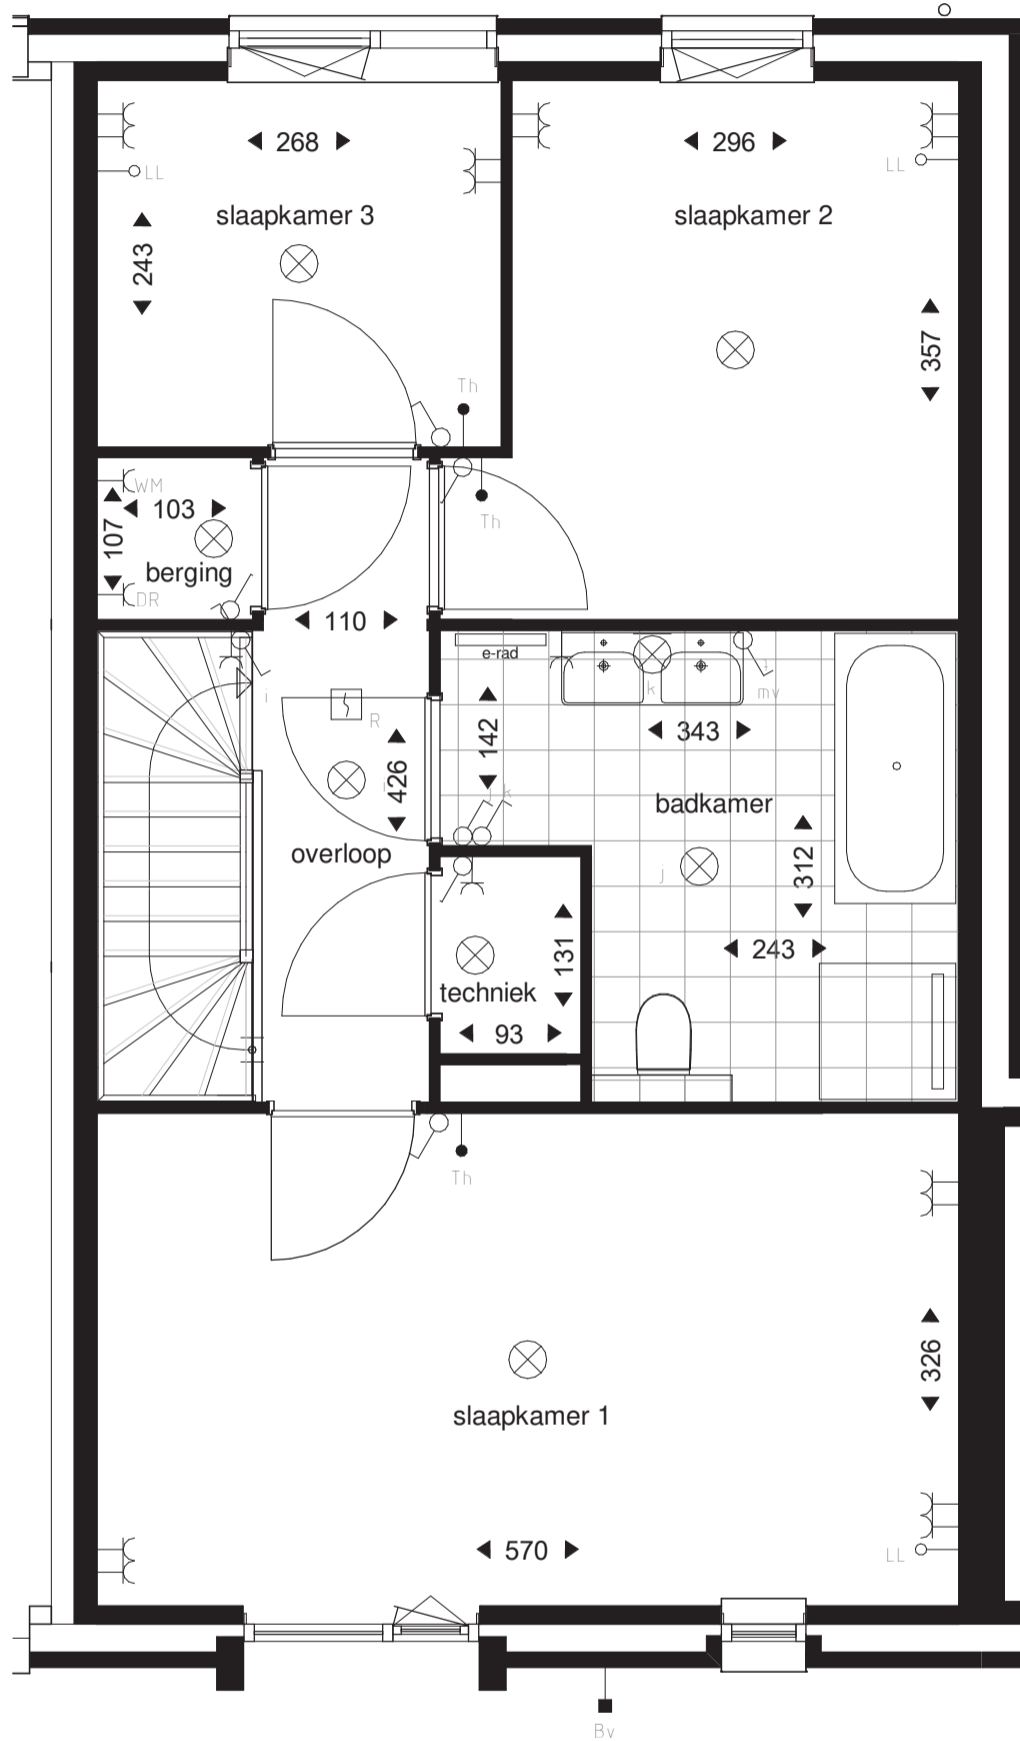 268
296
LL
LL
slaapkamer 3
slaapkamer 2
243
357
Th
WM
103
Th
107
berging
DR
110
e-rad
i
k
mv
R
142
343
426
k
badkamer
overloop
j
312
243
131
techniek
93
Th
326
slaapkamer 1
570
LL
Bv